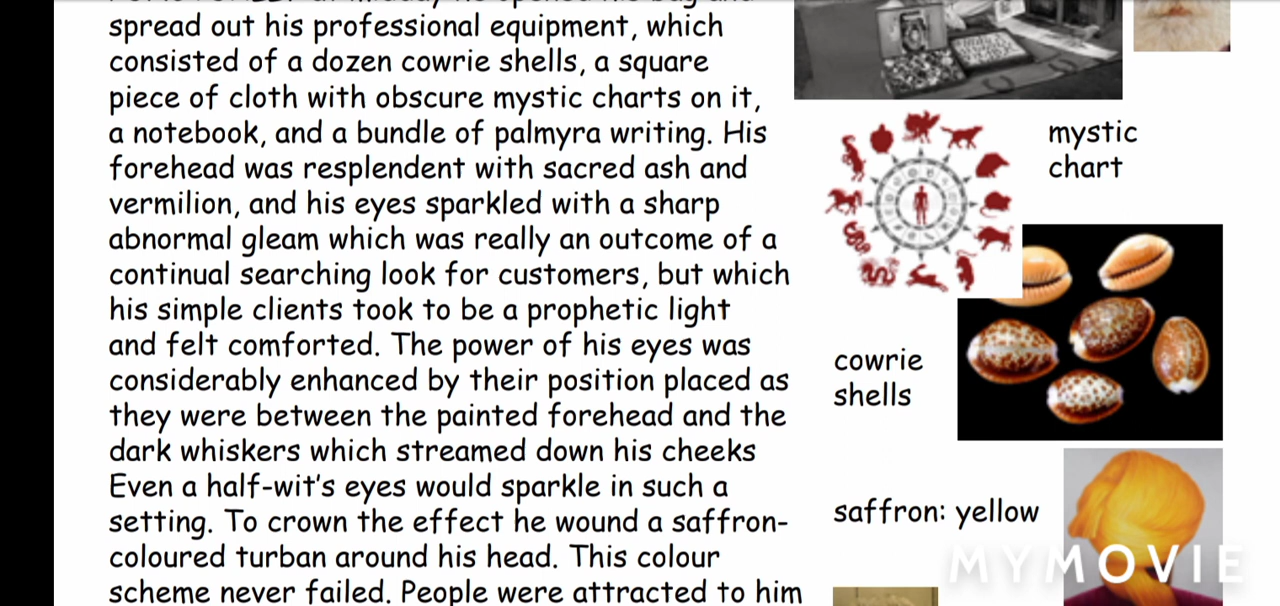 spread out his professional equipment, which
consisted of a dozen cowrie shells, a square
piece of cloth with obscure mystic charts on it,
a notebook, and a bundle of palmyra writing. His
forehead was resplendent with sacred ash and
vermilion, and his eyes sparkled with a sharp
abnormal gleam which was really an outcome of a
continual searching look for customers, but which
his simple clients took to be a prophetic light
and felt comforted. The power of his eyes was
considerably enhanced by their position placed as
they were between the painted forehead and the
dark whiskers which streamed down his cheeks
Even a half-wit's eyes would sparkle in such a
setting. To crown the effect he wound a saffron-
coloured turban around his head. This colour
scheme never failed. People were attracted to him
mystic
chart
cowrie
shells
saffron: yellow
MYMOVIE